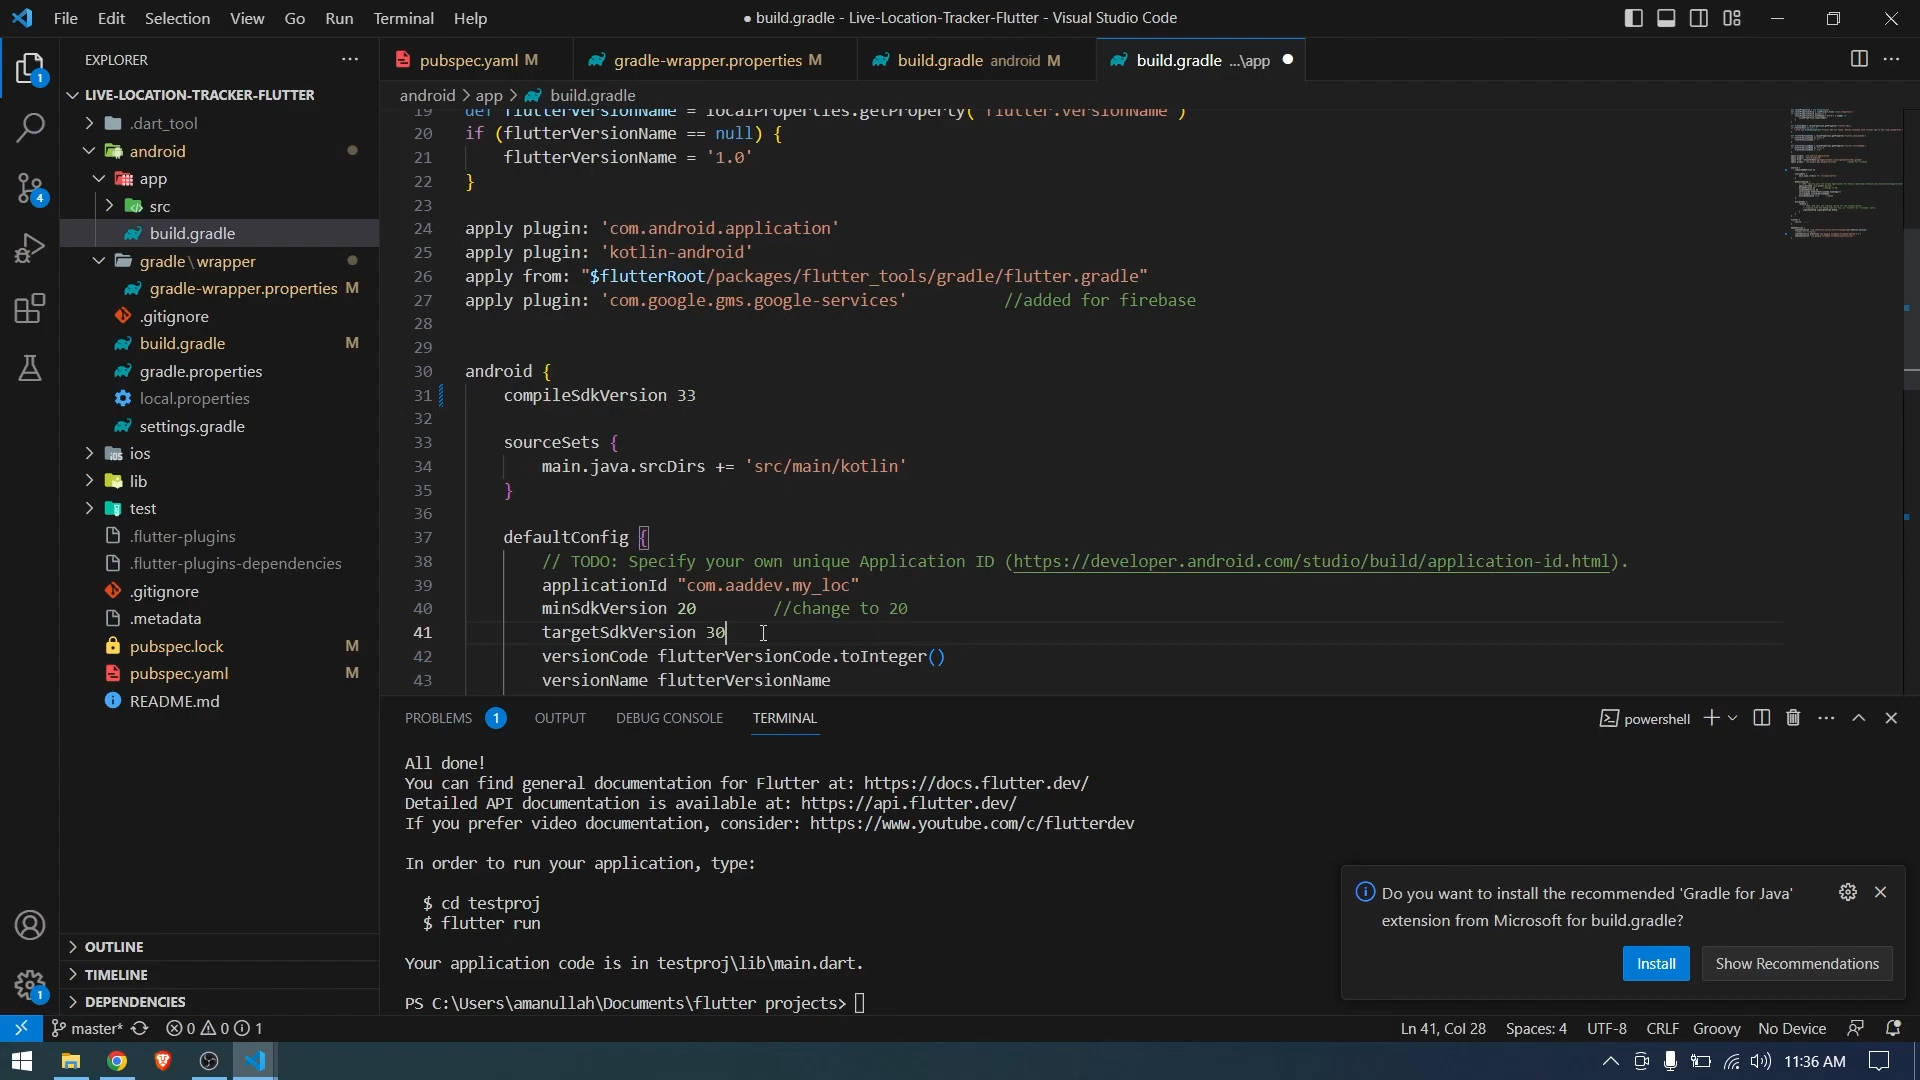 File Edit Selection View Go Run Terminal Help
● build.gradle - Live-Location-Tracker-Flutter - Visual Studio Code
EXPLORER
LIVE-LOCATION-TRACKER-FLUTTER
.dart_tool
android
app
src
build.gradle
gradle\wrapper
gradle-wrapper.properties M
.gitignore
build.gradle M
gradle.properties
local.properties
settings.gradle
ios
lib
test
.flutter-plugins
.flutter-plugins-dependencies
.gitignore
.metadata
pubspec.lock M
pubspec.yaml M
README.md
OUTLINE
TIMELINE
DEPENDENCIES
1
4
1
pubspec.yaml M
gradle-wrapper.properties M
build.gradle android M
build.gradle ...\app
android > app > build.gradle
19 def flutterVersionName = localProperties.getProperty('flutter.versionName')
20 if (flutterVersionName == null) {
21 flutterVersionName = '1.0'
22 }
23
24 apply plugin: 'com.android.application'
25 apply plugin: 'kotlin-android'
26 apply from: "$flutterRoot/packages/flutter_tools/gradle/flutter.gradle"
27 apply plugin: 'com.google.gms.google-services' //added for firebase
28
29
30 android {
31 compileSdkVersion 33
32
33 sourceSets {
34 main.java.srcDirs += 'src/main/kotlin'
35 }
36
37 defaultConfig {
38 // TODO: Specify your own unique Application ID (https://developer.android.com/studio/build/application-id.html).
39 applicationId "com.aaddev.my_loc"
40 minSdkVersion 20 //change to 20
41 targetSdkVersion 30
42 versionCode flutterVersionCode.toInteger()
43 versionName flutterVersionName
PROBLEMS 1 OUTPUT DEBUG CONSOLE TERMINAL
powershell
All done!
You can find general documentation for Flutter at: https://docs.flutter.dev/
Detailed API documentation is available at: https://api.flutter.dev/
If you prefer video documentation, consider: https://www.youtube.com/c/flutterdev
In order to run your application, type:
$ cd testproj
$ flutter run
Your application code is in testproj\lib\main.dart.
PS C:\Users\amanullah\Documents\flutter projects>
Do you want to install the recommended 'Gradle for Java'
extension from Microsoft for build.gradle?
Install
Show Recommendations
master* 0 0 1
Ln 41, Col 28 Spaces: 4 UTF-8 CRLF Groovy No Device
11:36 AM